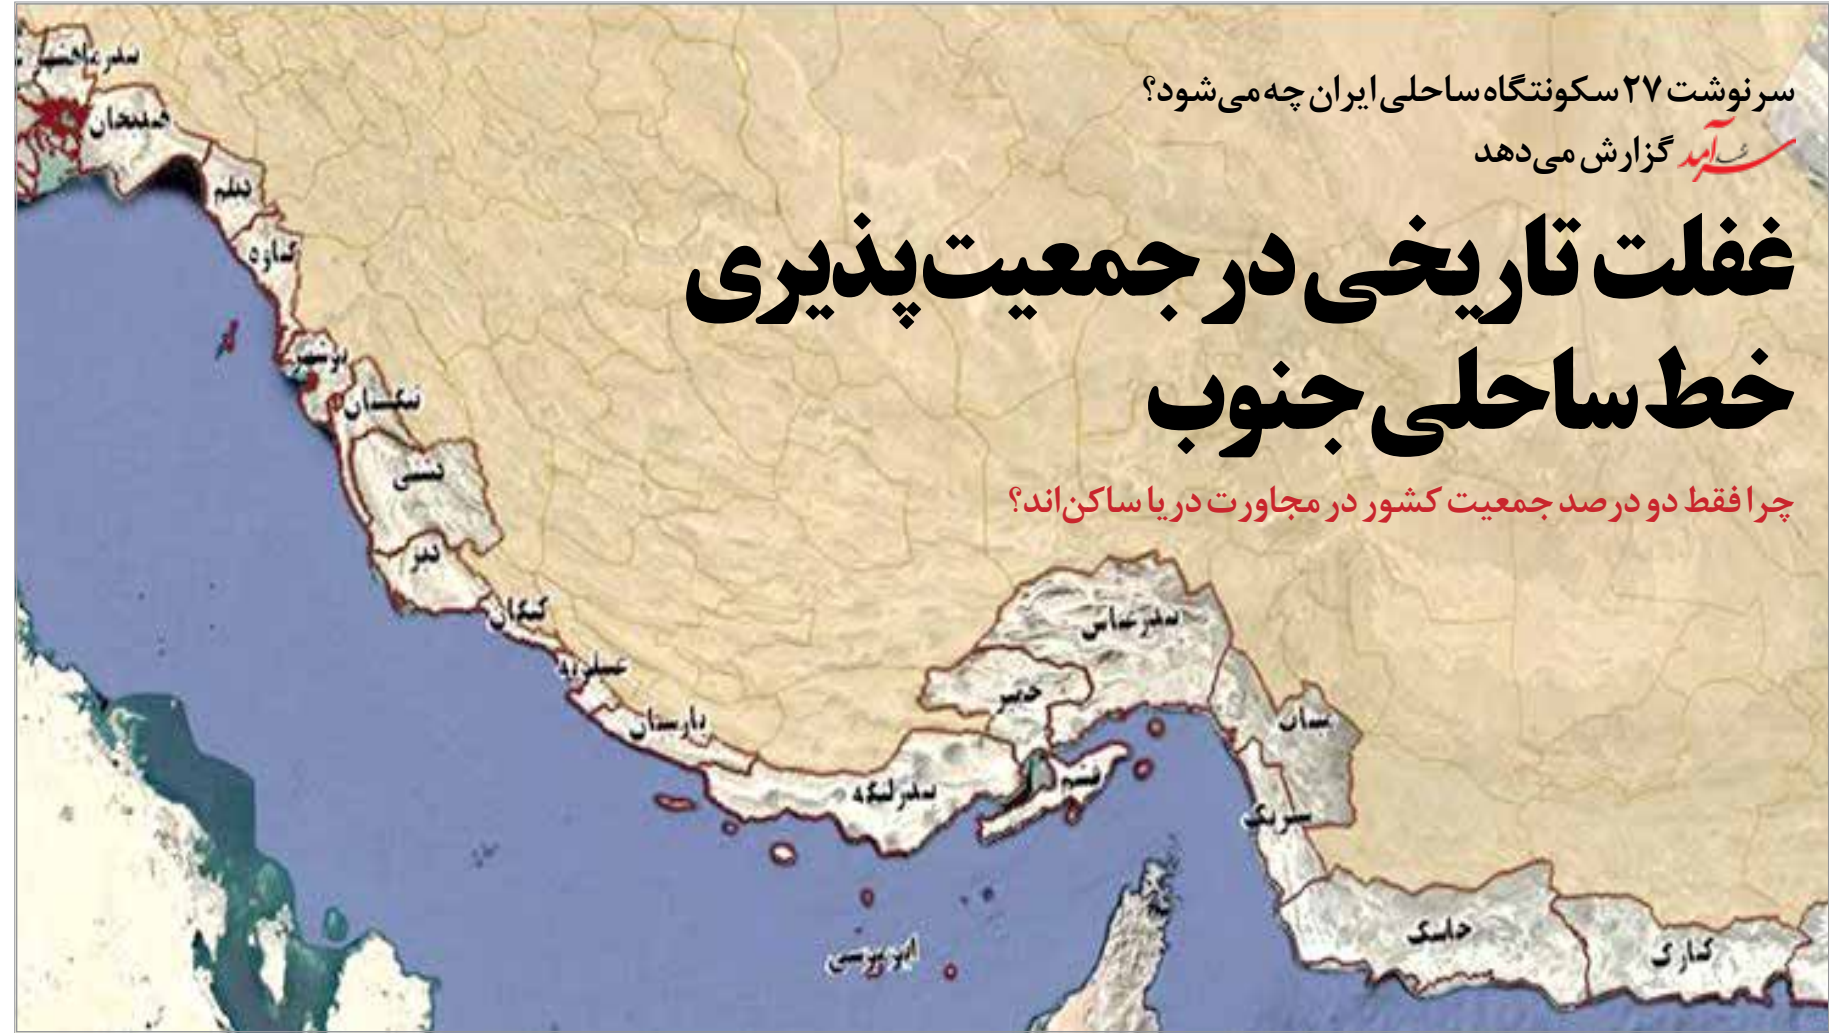 سرنوشت ۲۷ سکونتگاه ساحلی ایران چه می‌شود؟
سرآمد گزارش می‌دهد
غفلت تاریخی در جمعیت‌پذیری
خط ساحلی جنوب
چرا فقط دو درصد جمعیت کشور در مجاورت دریا ساکن‌اند؟
بندرماهشهر
هندیجان
دیلم
گناوه
بوشهر
تنگستان
دشتی
دیر
کنگان
عسلویه
پارسیان
بندرلنگه
بندرعباس
خمیر
قشم
میناب
سیریک
جاسک
کنارک
ابوموسی